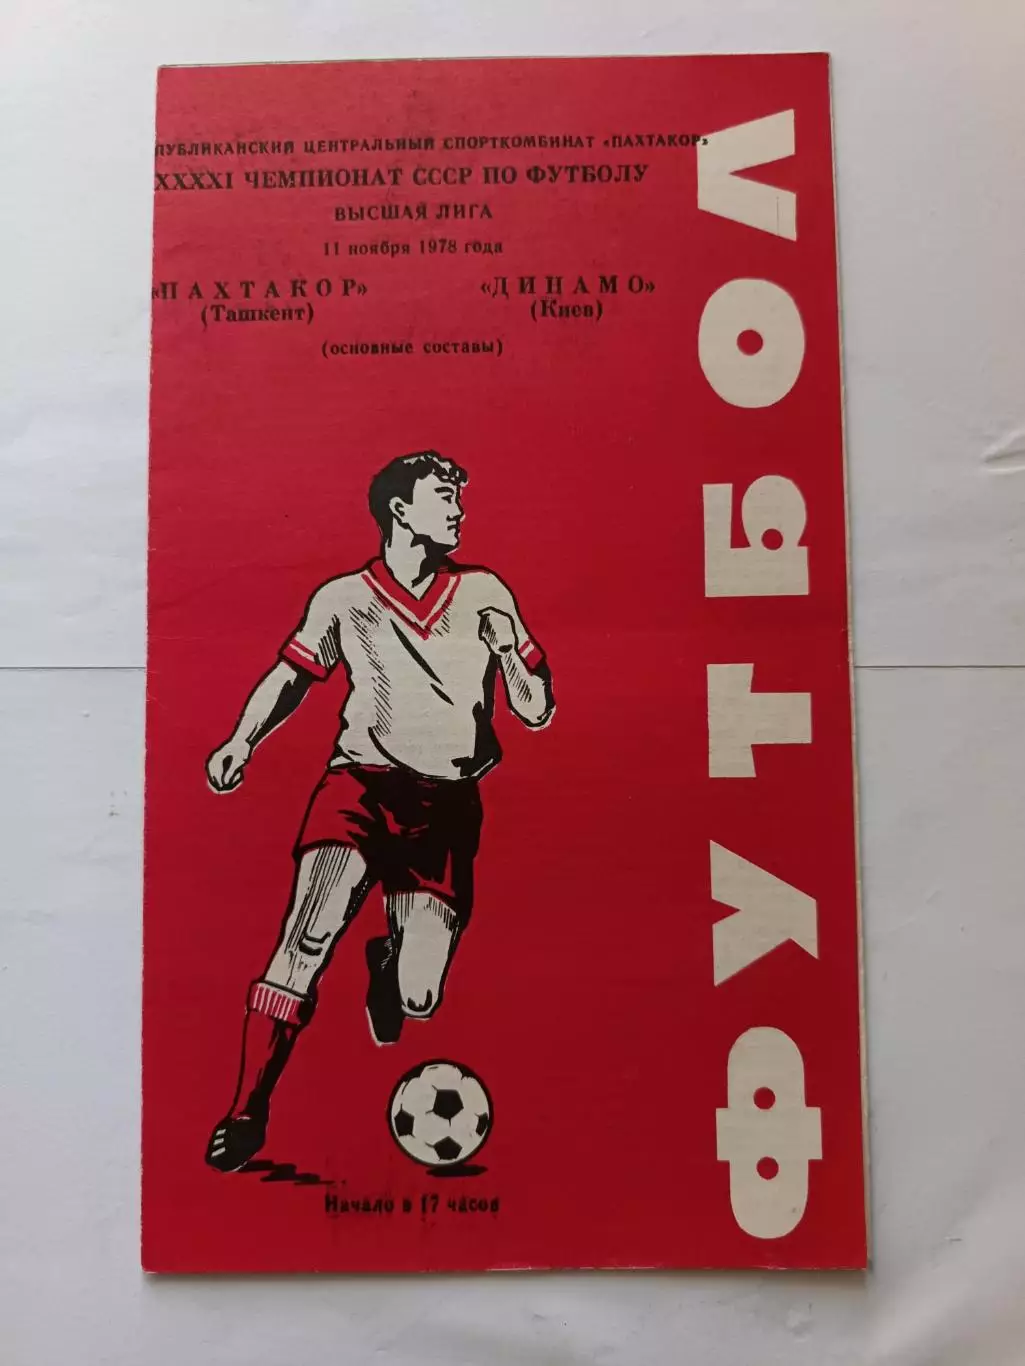 ПУБЛИКАНСКИЙ ЦЕНТРАЛЬНЫЙ СПОРТКОМБИНАТ «ПАХТАКОР»
XXXXI ЧЕМПИОНАТ СССР ПО ФУТБОЛУ
ВЫСШАЯ ЛИГА
11 ноября 1978 года
«ПАХТАКОР» «ДИНАМО»
(Ташкент) (Киев)
(основные составы)
Начало в 17 часов
ФУТБОЛ